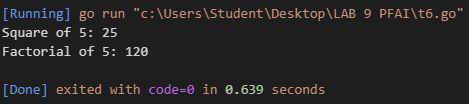 [Running] go run "c:\Users\Student\Desktop\LAB 9 PFAI\t6.go"
Square of 5: 25
Factorial of 5: 120
[Done] exited with code=0 in 0.639 seconds